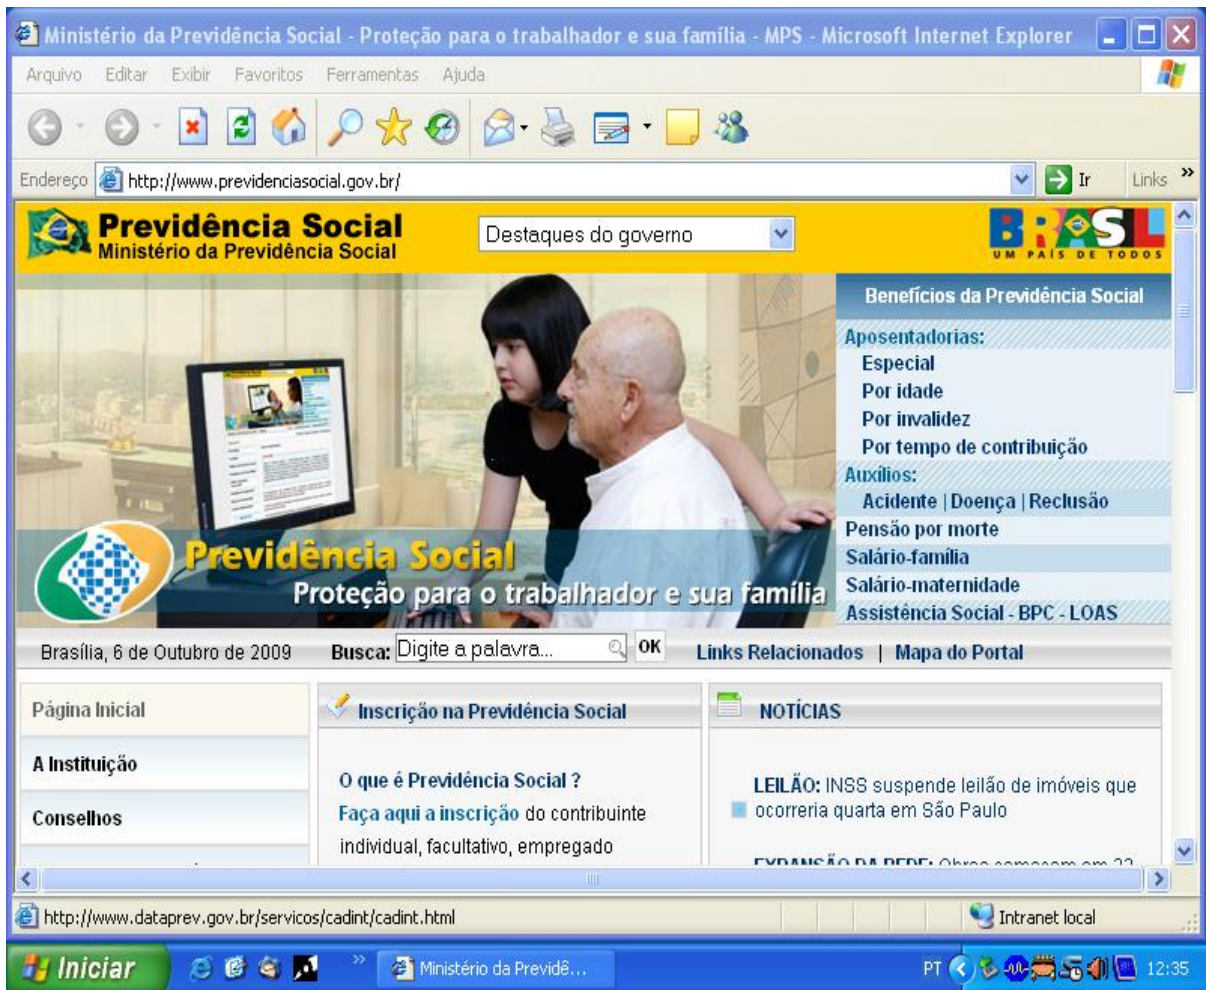 Ministério da Previdência Social - Proteção para o trabalhador e sua família - MPS - Microsoft Internet Explorer
Arquivo Editar Exibir Favoritos Ferramentas Ajuda
Endereço http://www.previdenciasocial.gov.br/ Ir Links »
Previdência Social
Ministério da Previdência Social
Destaques do governo
BRASIL
UM PAÍS DE TODOS
Benefícios da Previdência Social
Aposentadorias:
Especial
Por idade
Por invalidez
Por tempo de contribuição
Auxílios:
Acidente | Doença | Reclusão
Pensão por morte
Salário-família
Salário-maternidade
Assistência Social - BPC - LOAS
Previdência Social
Proteção para o trabalhador e sua família
Brasília, 6 de Outubro de 2009 Busca: Digite a palavra... OK Links Relacionados | Mapa do Portal
Página Inicial
A Instituição
Conselhos
Inscrição na Previdência Social
O que é Previdência Social ?
Faça aqui a inscrição do contribuinte
individual, facultativo, empregado
NOTÍCIAS
LEILÃO: INSS suspende leilão de imóveis que
ocorreria quarta em São Paulo
EXPANSÃO DA REDE: Obras começam em 22
http://www.dataprev.gov.br/servicos/cadint/cadint.html Intranet local
Iniciar » Ministério da Previdê... PT 12:35